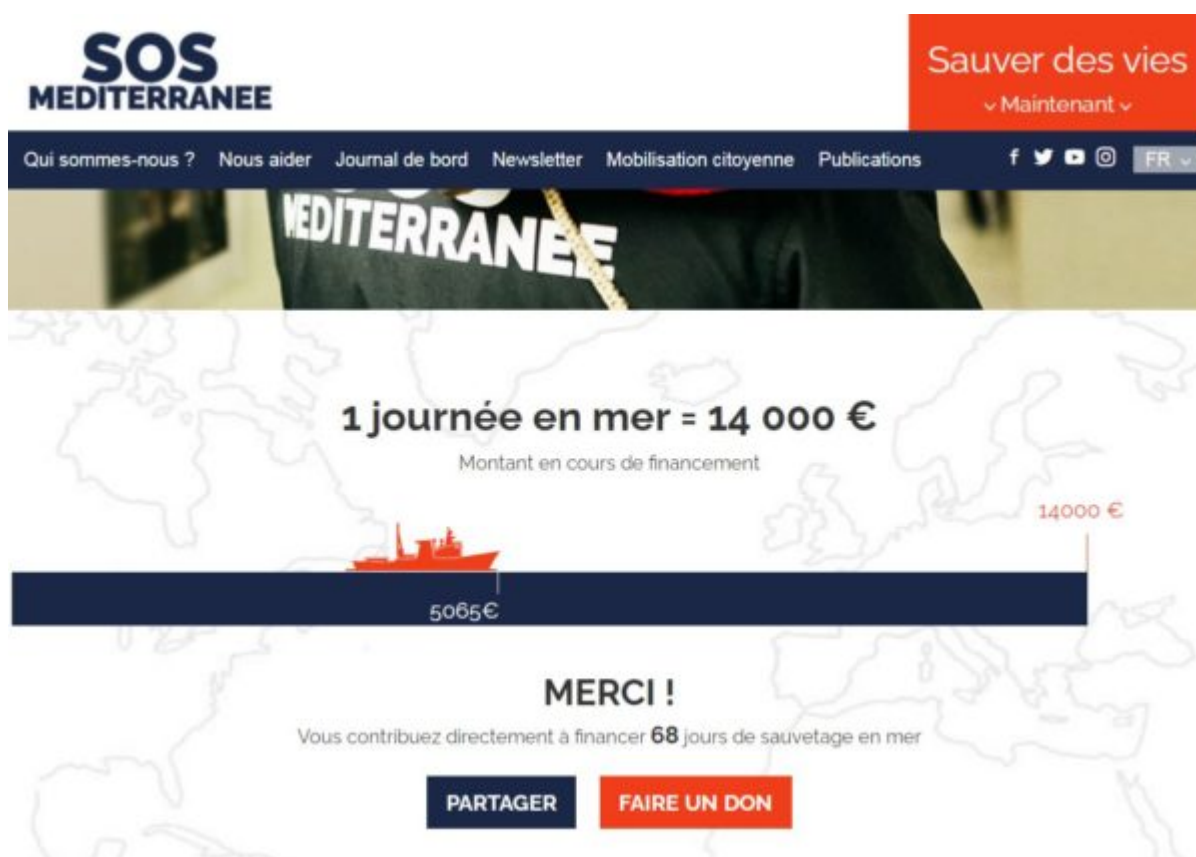 SOS
MEDITERRANEE
Sauver des vies
Maintenant
Qui sommes-nous ? Nous aider Journal de bord Newsletter Mobilisation citoyenne Publications FR
MEDITERRANEE
1 journée en mer = 14 000 €
Montant en cours de financement
14000 €
5065€
MERCI !
Vous contribuez directement à financer 68 jours de sauvetage en mer
PARTAGER FAIRE UN DON